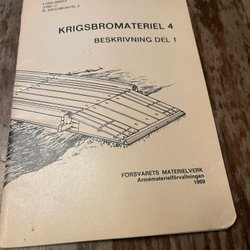 KRIGSBROMATERIEL 4
BESKRIVNING DEL 1
FÖRSVARETS MATERIELVERK
Armématerielförvaltningen
1969